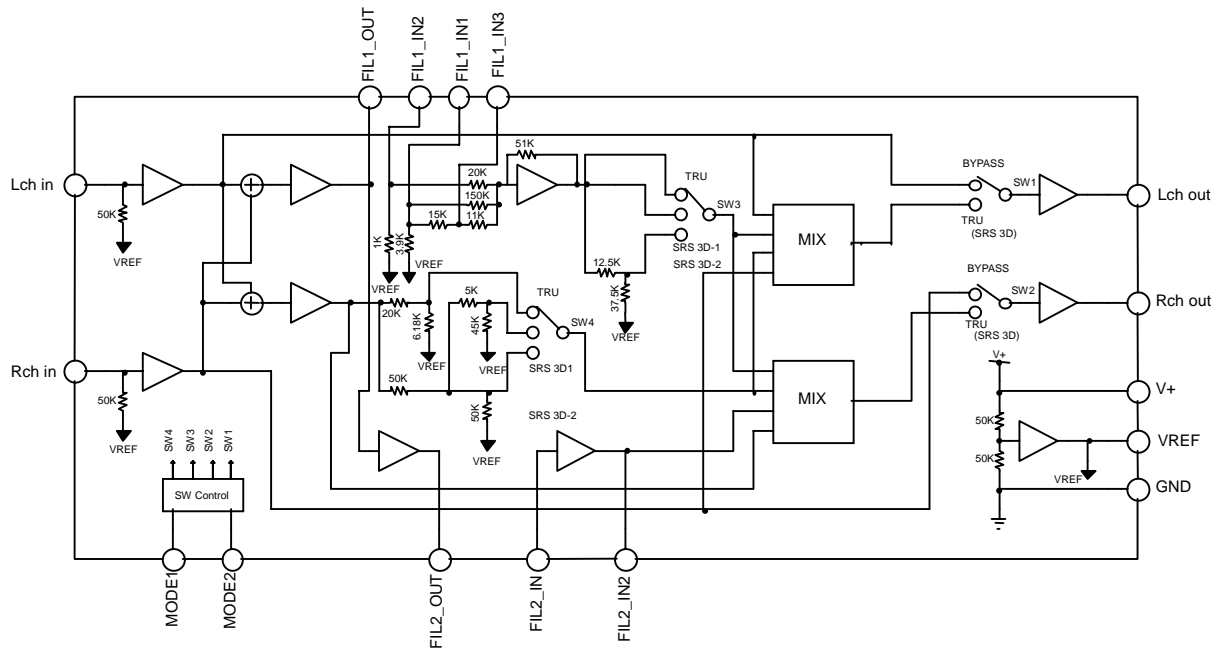 FIL1_OUT
FIL1_IN2
FIL1_IN1
FIL1_IN3
51K
20K
150K
15K
11K
1K
3.9K
VREF
VREF
Lch in
50K
VREF
TRU
SW3
SRS 3D-1
SRS 3D-2
12.5K
37.5K
VREF
MIX
BYPASS
SW1
TRU
(SRS 3D)
Lch out
BYPASS
SW2
TRU
(SRS 3D)
Rch out
20K
6.18K
VREF
5K
45K
VREF
TRU
SW4
SRS 3D1
50K
50K
SRS 3D-2
VREF
MIX
Rch in
50K
VREF
V+
V+
50K
50K
VREF
VREF
GND
SW4
SW3
SW2
SW1
SW Control
MODE1
MODE2
FIL2_OUT
FIL2_IN
FIL2_IN2